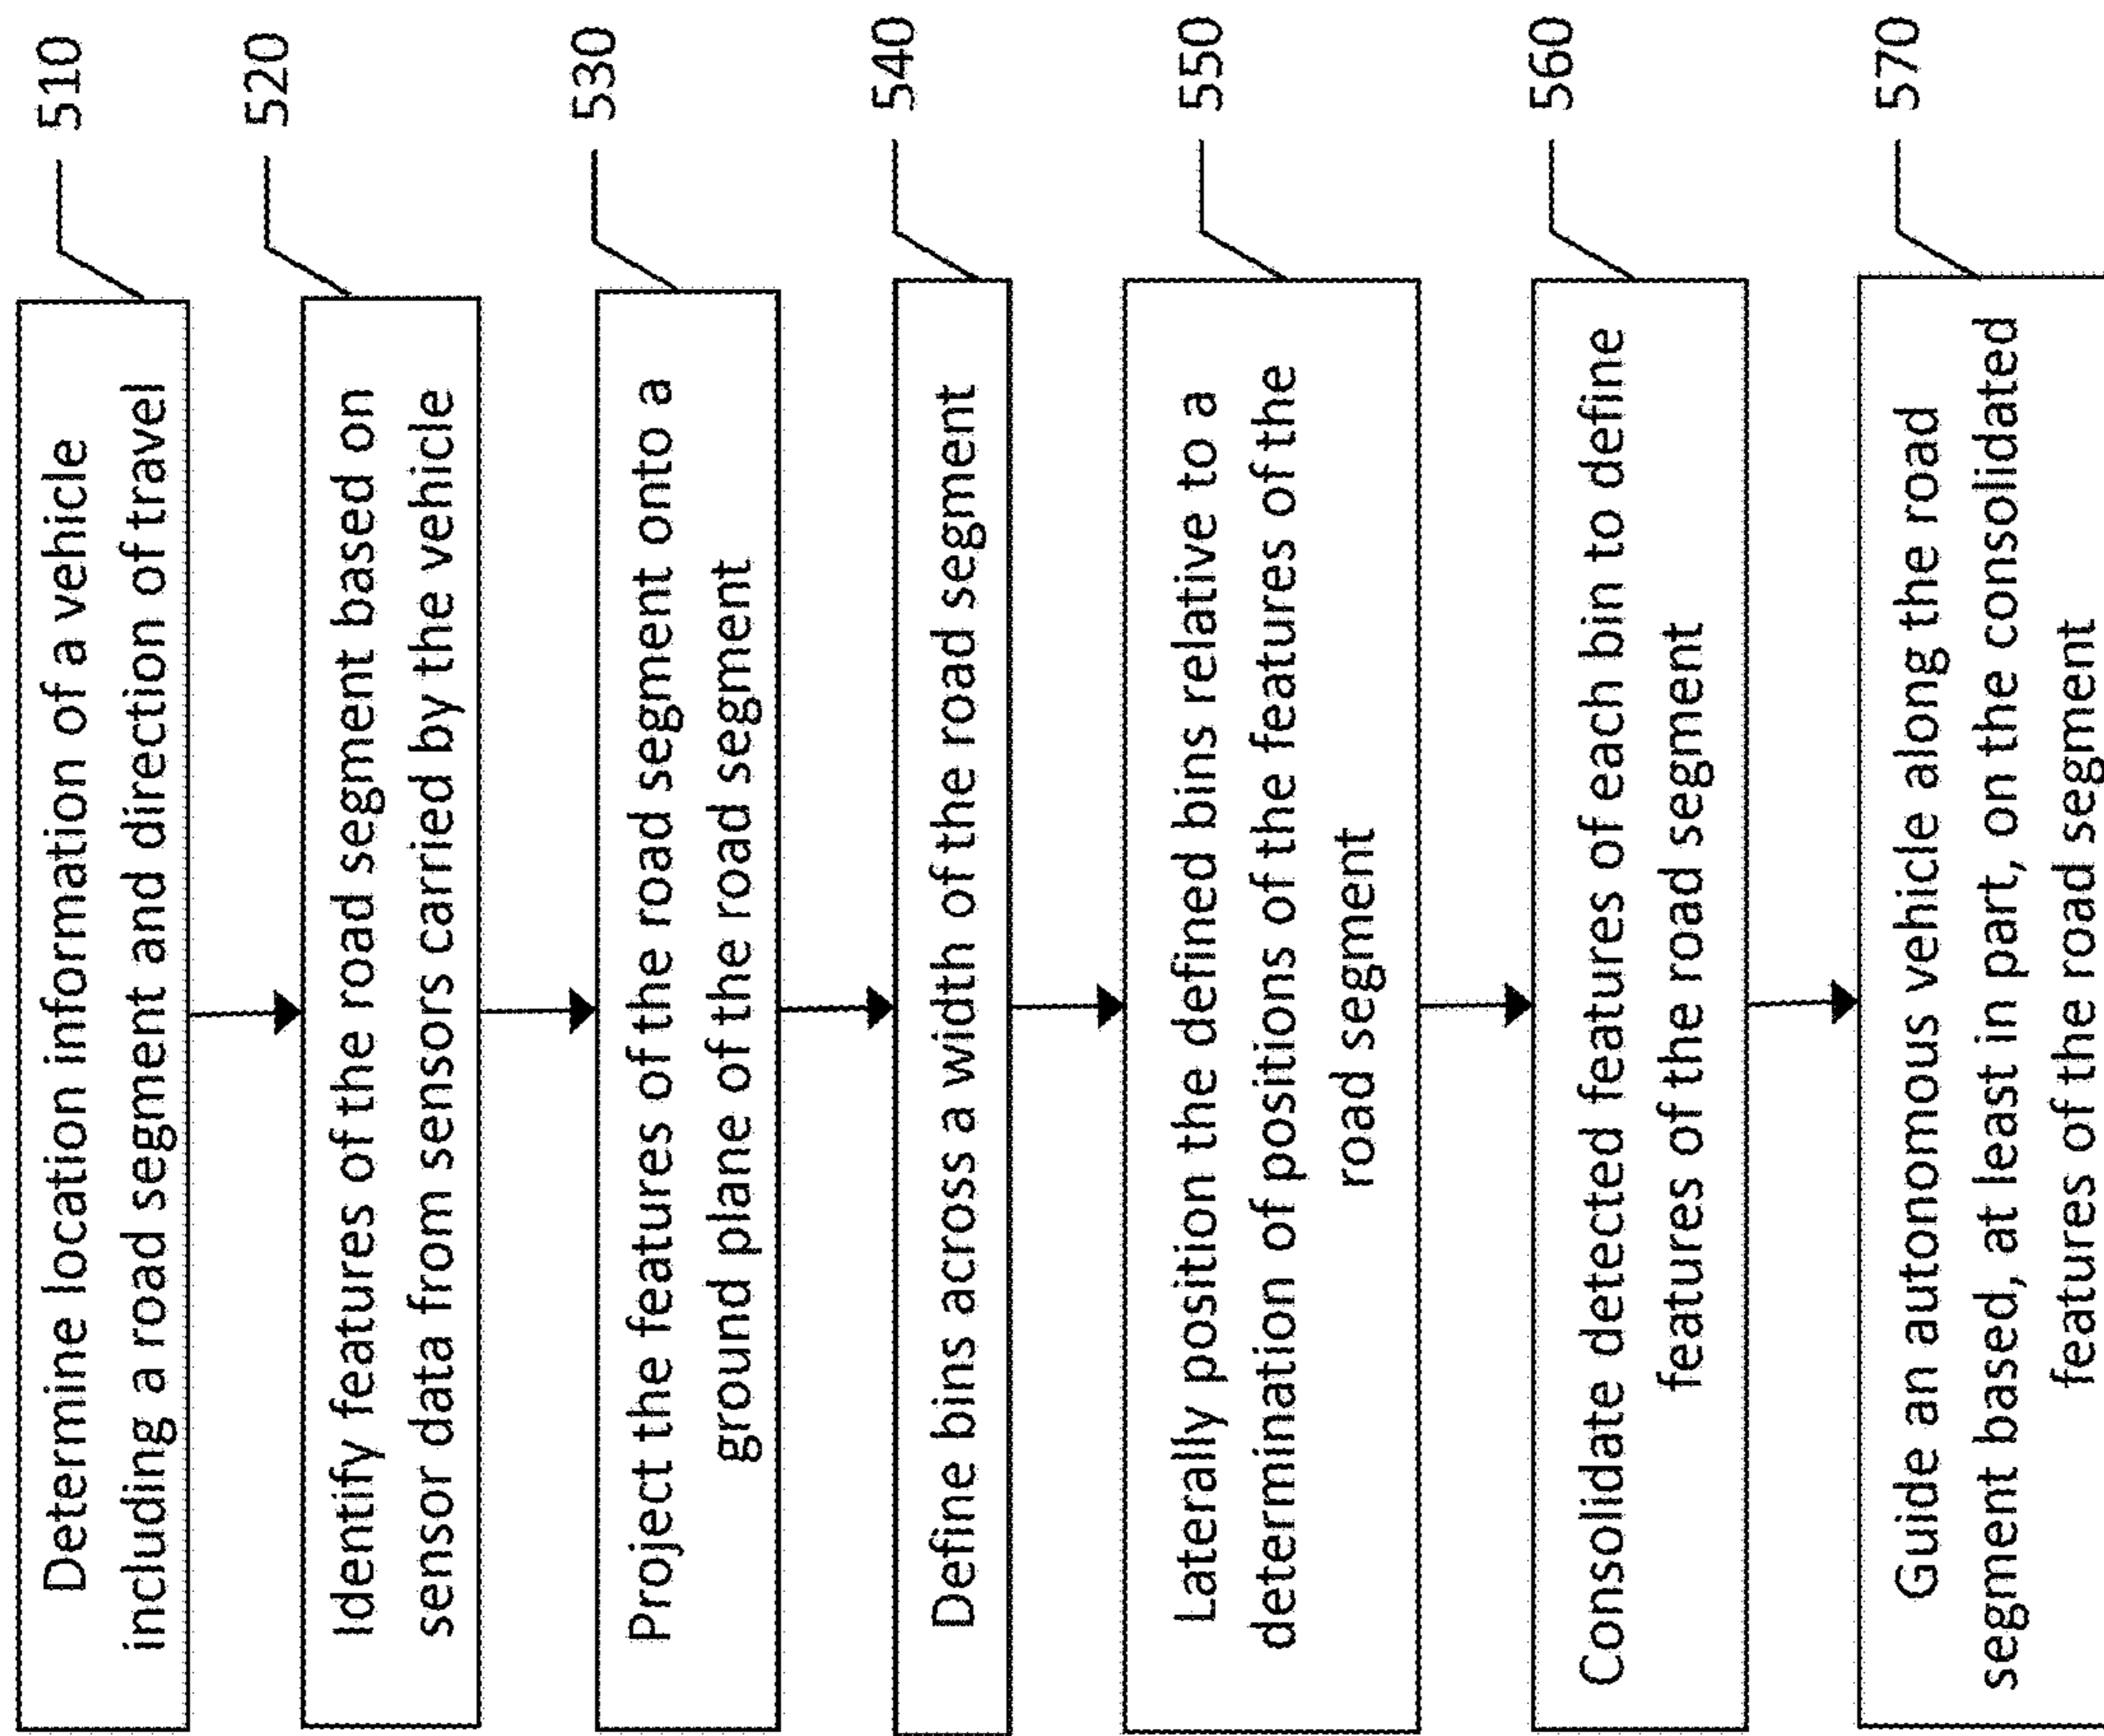 Determine location information of a vehicle
including a road segment and direction of travel
510
Identify features of the road segment based on
sensor data from sensors carried by the vehicle
520
Project the features of the road segment onto a
ground plane of the road segment
530
Define bins across a width of the road segment
540
Laterally position the defined bins relative to a
determination of positions of the features of the
road segment
550
Consolidate detected features of each bin to define
features of the road segment
560
Guide an autonomous vehicle along the road
segment based, at least in part, on the consolidated
features of the road segment
570